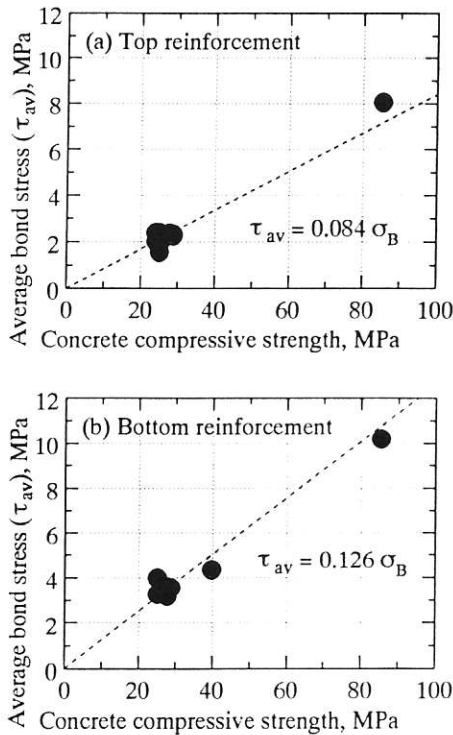 Average bond stress (τav), MPa
12
10
8
6
4
2
0
(a) Top reinforcement
τ av = 0.084 σB
0 20 40 60 80 100
Concrete compressive strength, MPa
Average bond stress (τav), MPa
12
10
8
6
4
2
0
(b) Bottom reinforcement
τ av = 0.126 σB
0 20 40 60 80 100
Concrete compressive strength, MPa